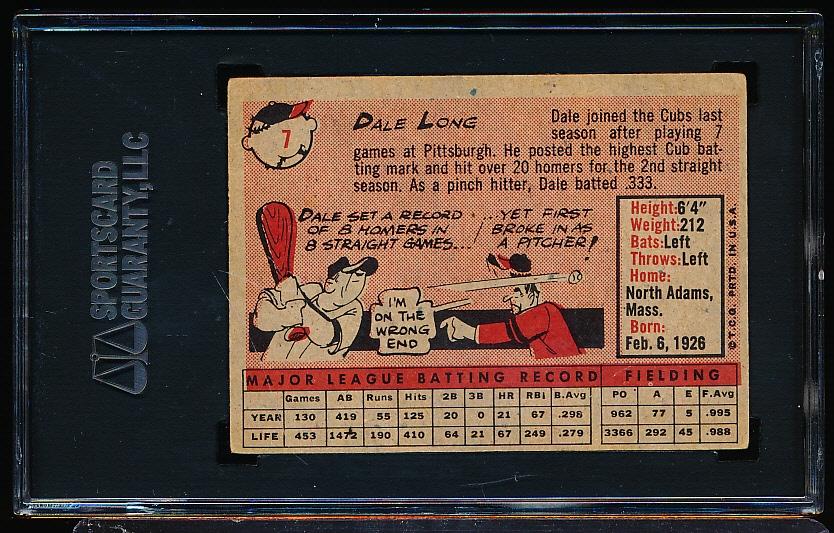 SPORTSCARD
GUARANTY, LLC
7
DALE LONG
Dale joined the Cubs last
season after playing 7
games at Pittsburgh. He posted the highest Cub bat-
ting mark and hit over 20 homers for the 2nd straight
season. As a pinch hitter, Dale batted .333.
DALE SET A RECORD
OF 8 HOMERS IN
8 STRAIGHT GAMES...
...YET FIRST
BROKE IN AS
A PITCHER!
I'M
ON THE
WRONG
END
Height: 6'4"
Weight: 212
Bats: Left
Throws: Left
Home:
North Adams,
Mass.
Born:
Feb. 6, 1926
© T.C.G. PRTD. IN U.S.A.
MAJOR LEAGUE BATTING RECORD FIELDING
Games AB Runs Hits 2B 3B HR RBI B.Avg PO A E F.Avg
YEAR 130 419 55 125 20 0 21 67 .298 962 77 5 .995
LIFE 453 1472 190 410 64 21 67 249 .279 3366 292 45 .988